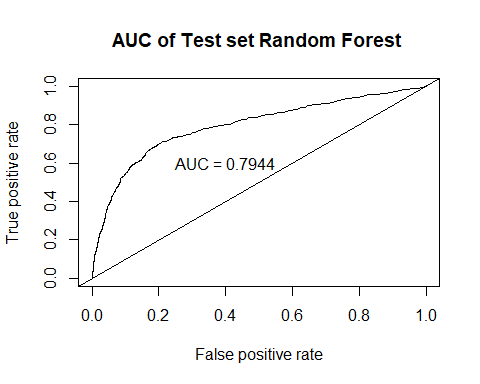 AUC of Test set Random Forest
True positive rate
1.0
0.8
0.6
0.4
0.2
0.0
AUC = 0.7944
0.0 0.2 0.4 0.6 0.8 1.0
False positive rate